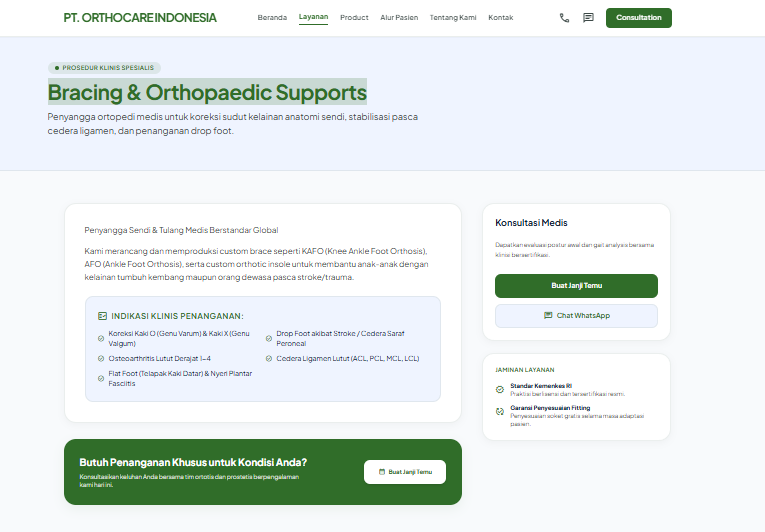 PT. ORTHOCARE INDONESIA
Beranda
Layanan
Product
Alur Pasien
Tentang Kami
Kontak
Consultation
PROSEDUR KLINIS SPESIALIS
Bracing & Orthopaedic Supports
Penyangga ortopedi medis untuk koreksi sudut kelainan anatomi sendi, stabilisasi pasca
cedera ligamen, dan penanganan drop foot.
Penyangga Sendi & Tulang Medis Berstandar Global
Kami merancang dan memproduksi custom brace seperti KAFO (Knee Ankle Foot Orthosis),
AFO (Ankle Foot Orthosis), serta custom orthotic insole untuk membantu anak-anak dengan
kelainan tumbuh kembang maupun orang dewasa pasca stroke/trauma.
INDIKASI KLINIS PENANGANAN:
Koreksi Kaki O (Genu Varum) & Kaki X (Genu
Valgum)
Drop Foot akibat Stroke / Cedera Saraf
Peroneal
Osteoarthritis Lutut Derajat 1–4
Cedera Ligamen Lutut (ACL, PCL, MCL, LCL)
Flat Foot (Telapak Kaki Datar) & Nyeri Plantar
Fasciitis
Butuh Penanganan Khusus untuk Kondisi Anda?
Konsultasikan keluhan Anda bersama tim ortotis dan prostetis berpengalaman
kami hari ini.
Buat Janji Temu
Konsultasi Medis
Dapatkan evaluasi postur awal dan gait analysis bersama
klinisi bersertifikasi.
Buat Janji Temu
Chat WhatsApp
JAMINAN LAYANAN
Standar Kemenkes RI
Praktisi berlisensi dan tersertifikasi resmi.
Garansi Penyesuaian Fitting
Penyesuaian soket gratis selama masa adaptasi
pasien.